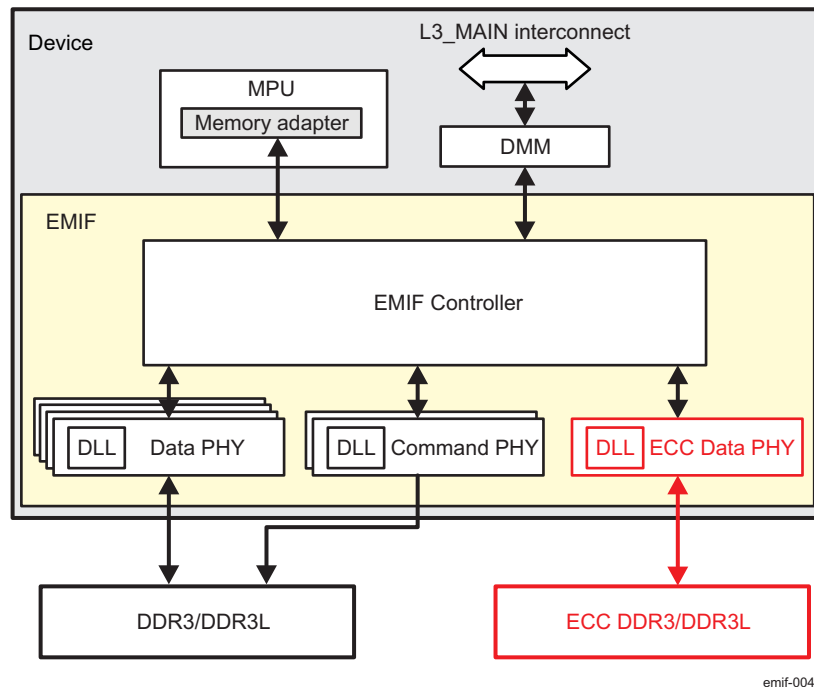 L3_MAIN interconnect
Device
MPU
Memory adapter
DMM
EMIF
EMIF Controller
DLL
Data PHY
DLL
Command PHY
DLL
ECC Data PHY
DDR3/DDR3L
ECC DDR3/DDR3L
emif-004